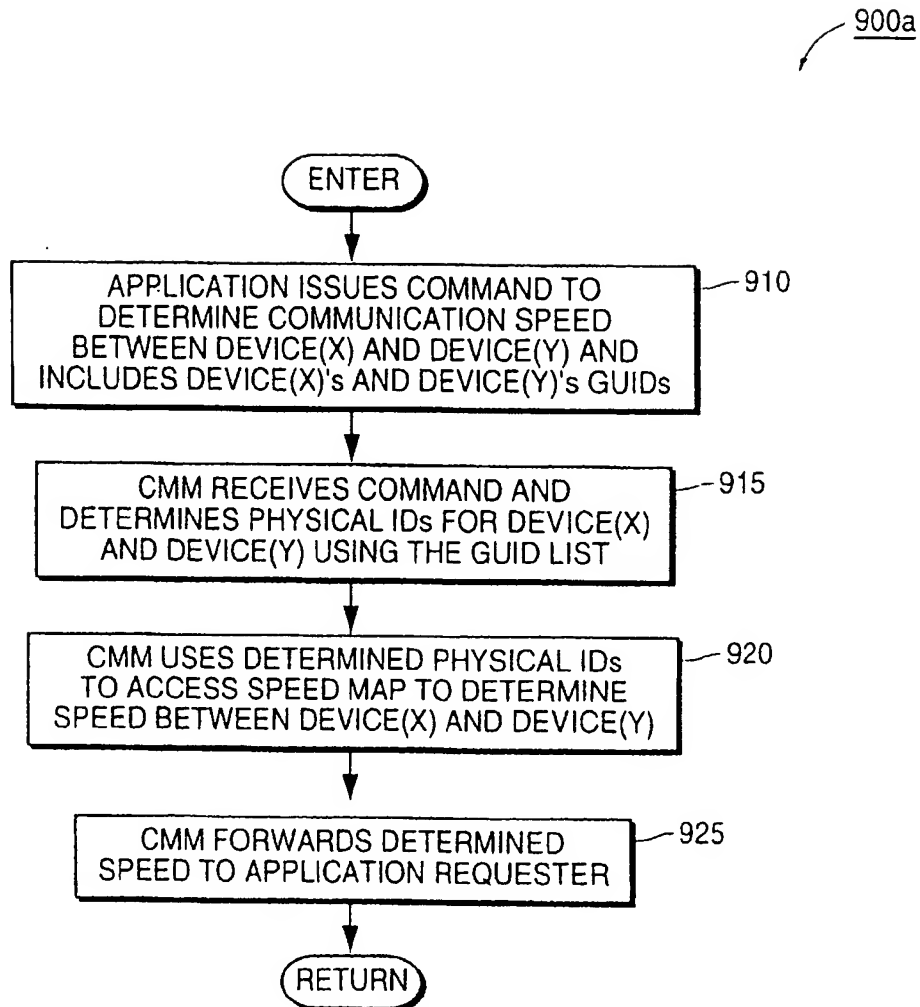 900a
ENTER
APPLICATION ISSUES COMMAND TO
DETERMINE COMMUNICATION SPEED
BETWEEN DEVICE(X) AND DEVICE(Y) AND
INCLUDES DEVICE(X)'s AND DEVICE(Y)'s GUIDs
910
CMM RECEIVES COMMAND AND
DETERMINES PHYSICAL IDs FOR DEVICE(X)
AND DEVICE(Y) USING THE GUID LIST
915
CMM USES DETERMINED PHYSICAL IDs
TO ACCESS SPEED MAP TO DETERMINE
SPEED BETWEEN DEVICE(X) AND DEVICE(Y)
920
CMM FORWARDS DETERMINED
SPEED TO APPLICATION REQUESTER
925
RETURN